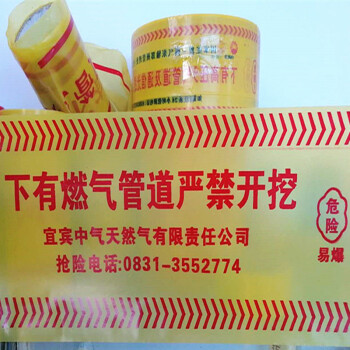 下有燃气管道严禁开挖
宜宾中气天然气有限责任公司
抢险电话:0831-3552774
危险
易爆